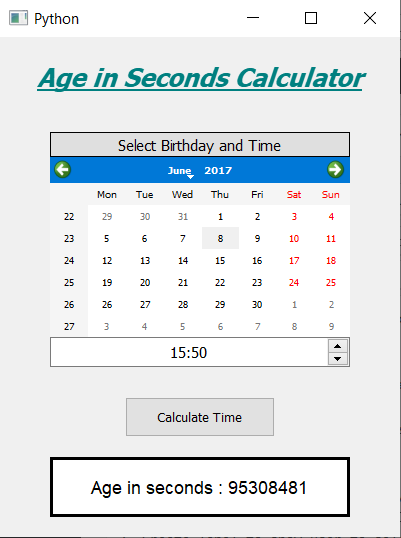 Python
Age in Seconds Calculator
Select Birthday and Time
June 2017
Mon Tue Wed Thu Fri Sat Sun
22 29 30 31 1 2 3 4
23 5 6 7 8 9 10 11
24 12 13 14 15 16 17 18
25 19 20 21 22 23 24 25
26 26 27 28 29 30 1 2
27 3 4 5 6 7 8 9
15:50
Calculate Time
Age in seconds : 95308481